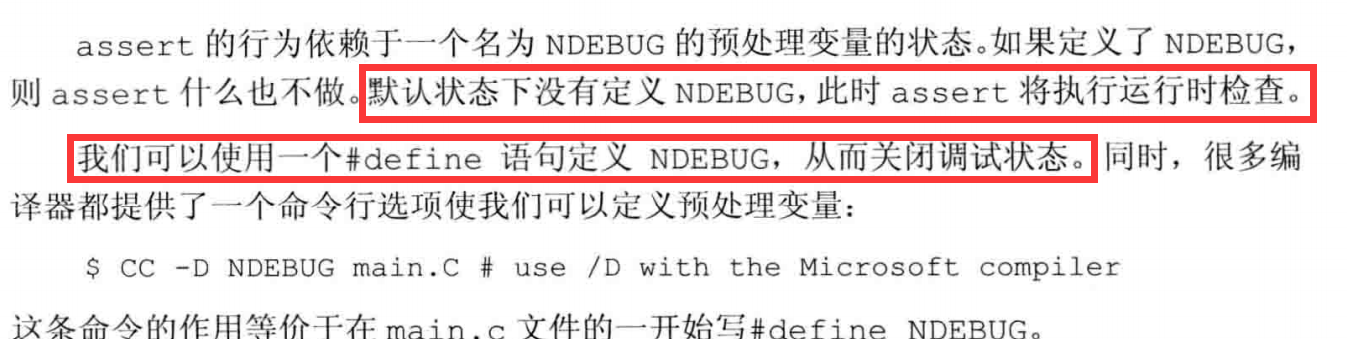 assert 的行为依赖于一个名为 NDEBUG 的预处理变量的状态。如果定义了 NDEBUG,
则 assert 什么也不做。默认状态下没有定义 NDEBUG, 此时 assert 将执行运行时检查。
我们可以使用一个#define 语句定义 NDEBUG, 从而关闭调试状态。同时，很多编
译器都提供了一个命令行选项使我们可以定义预处理变量：
$ CC -D NDEBUG main.C # use /D with the Microsoft compiler
这条命令的作用等价于在 main.c 文件的一开始写#define NDEBUG。